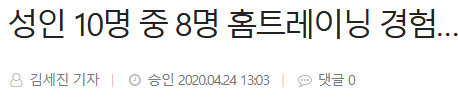 성인 10명 중 8명 홈트레이닝 경험...
김세진 기자 | 승인 2020.04.24 13:03 | 댓글 0